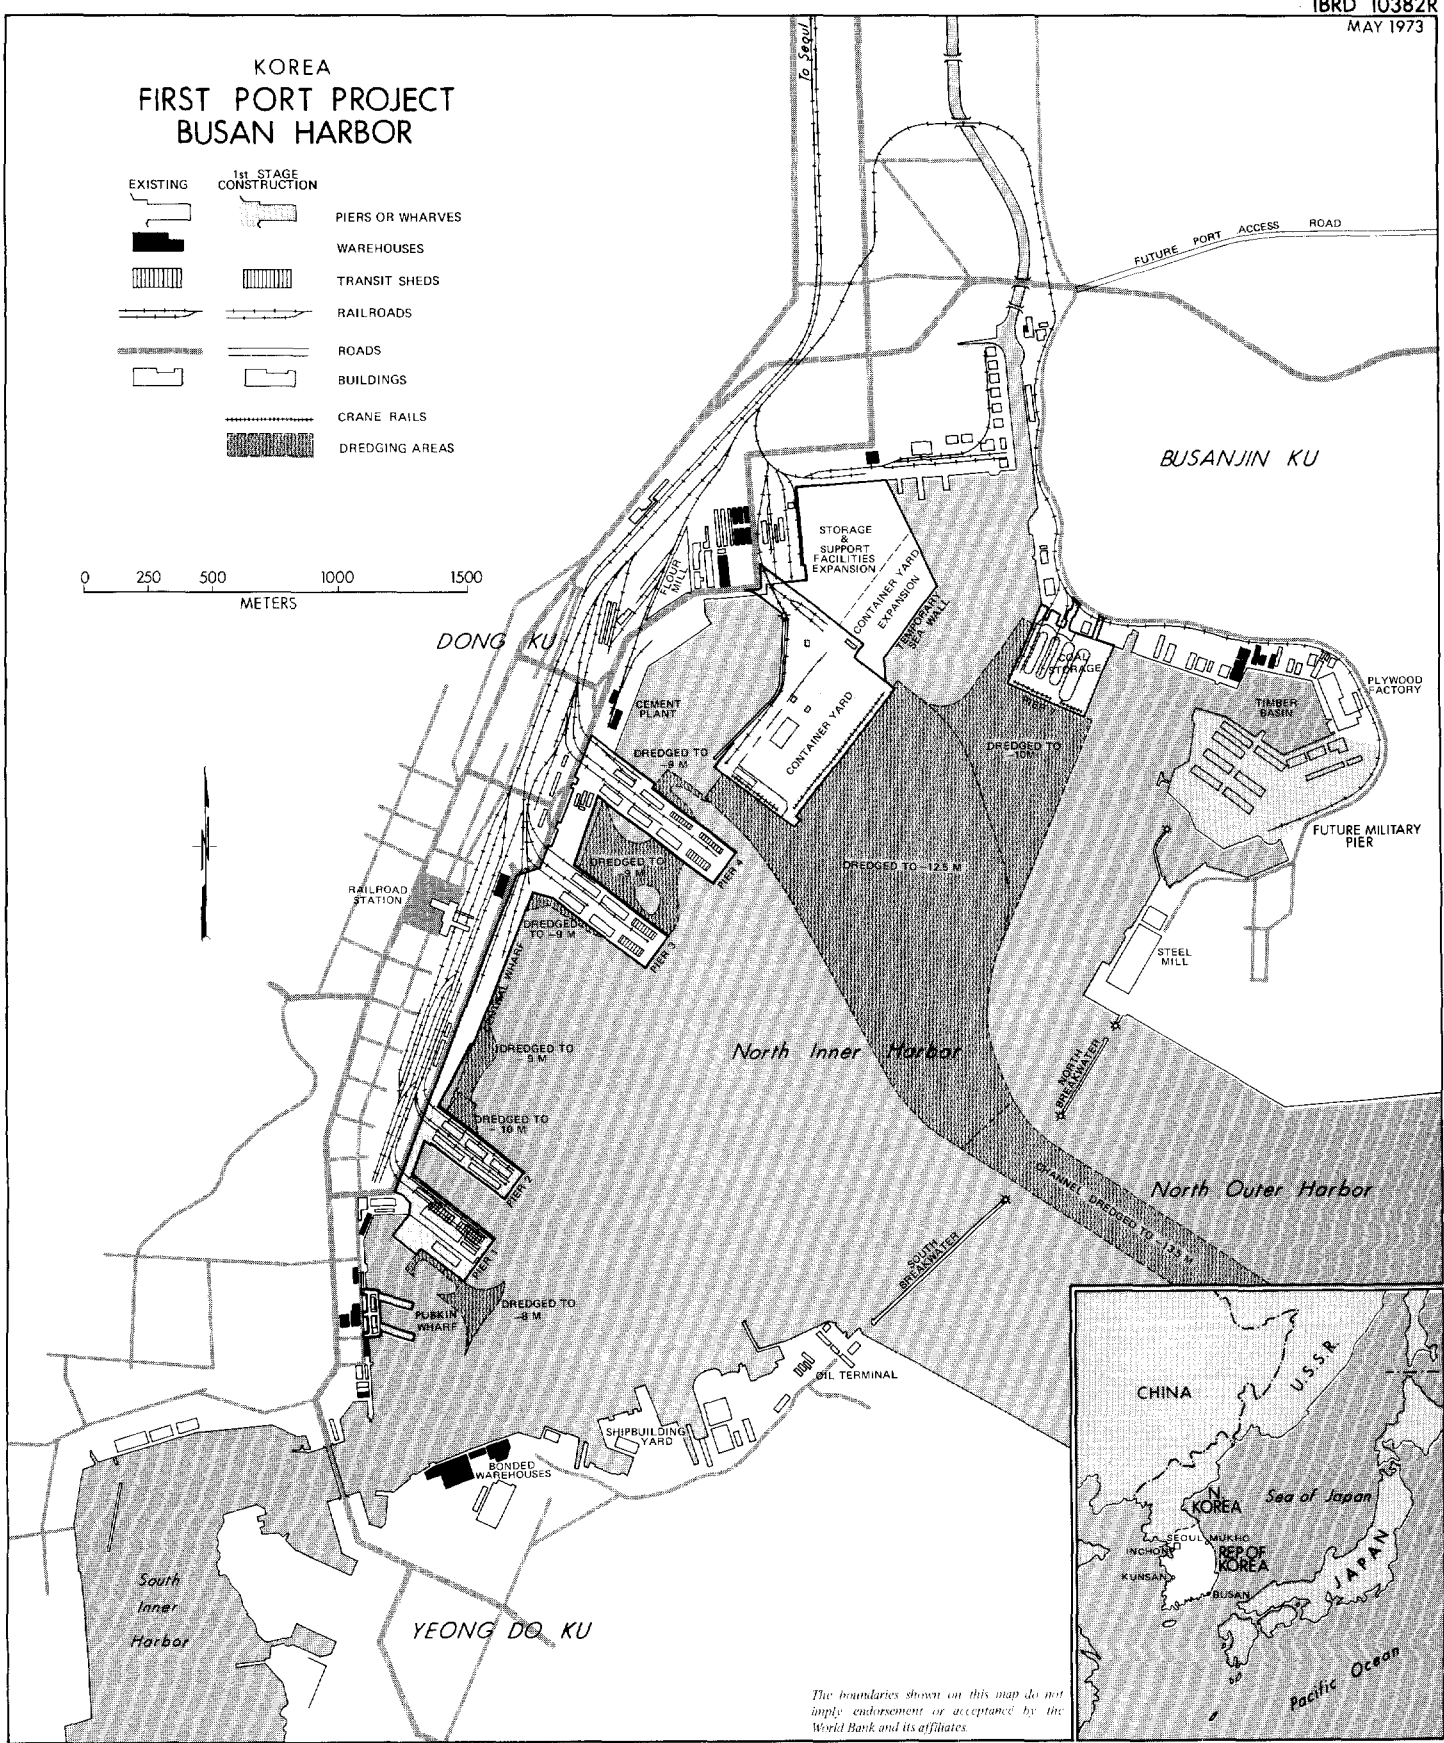 IBRD 10382R
MAY 1973
KOREA
FIRST PORT PROJECT
BUSAN HARBOR
EXISTING
1st STAGE
CONSTRUCTION
PIERS OR WHARVES
WAREHOUSES
TRANSIT SHEDS
RAILROADS
ROADS
BUILDINGS
CRANE RAILS
DREDGING AREAS
0 250 500 1000 1500
METERS
To Seoul
FUTURE PORT ACCESS ROAD
BUSANJIN KU
STORAGE
&
SUPPORT
FACILITIES
EXPANSION
CONTAINER YARD
EXPANSION
TEMPORARY
SEA WALL
FLOUR
MILL
DONG KU
CEMENT
PLANT
CONTAINER YARD
COAL
STORAGE
PLYWOOD
FACTORY
TIMBER
BASIN
DREDGED TO
-9 M
DREDGED TO
-10M
FUTURE MILITARY
PIER
DREDGED TO
-9 M
PIER 4
DREDGED TO -12.5 M
RAILROAD
STATION
DREDGED
TO -9 M
PIER 3
CENTRAL WHARF
STEEL
MILL
DREDGED TO
-9 M
North Inner Harbor
NORTH
BREAKWATER
DREDGED TO
- 10 M
PIER 2
CHANNEL DREDGED TO -13.5 M
North Outer Harbor
PIER 1
SOUTH
BREAKWATER
PUBKIN
WHARF
DREDGED TO
-8 M
OIL TERMINAL
SHIPBUILDING
YARD
BONDED
WAREHOUSES
South
Inner
Harbor
YEONG DO KU
CHINA
U.S.S.R.
N.
KOREA
Sea of Japan
SEOUL
MUKHO
INCHON
REP OF
KOREA
KUNSAN
BUSAN
JAPAN
Pacific Ocean
The boundaries shown on this map do not
imply endorsement or acceptance by the
World Bank and its affiliates.